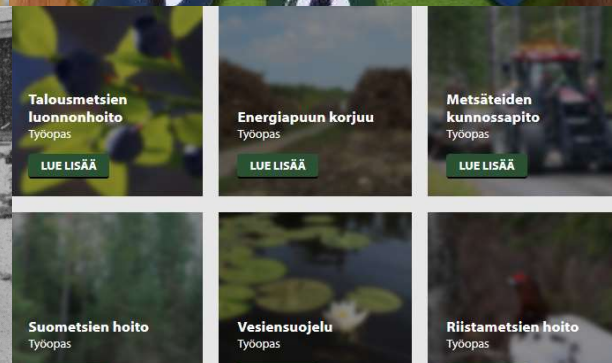 Talousmetsien
luonnonhoito
Työopas
LUE LISÄÄ
Energiapuun korjuu
Työopas
LUE LISÄÄ
Metsäteiden
kunnossapito
Työopas
LUE LISÄÄ
Suometsien hoito
Työopas
Vesiensuojelu
Työopas
Riistametsien hoito
Työopas